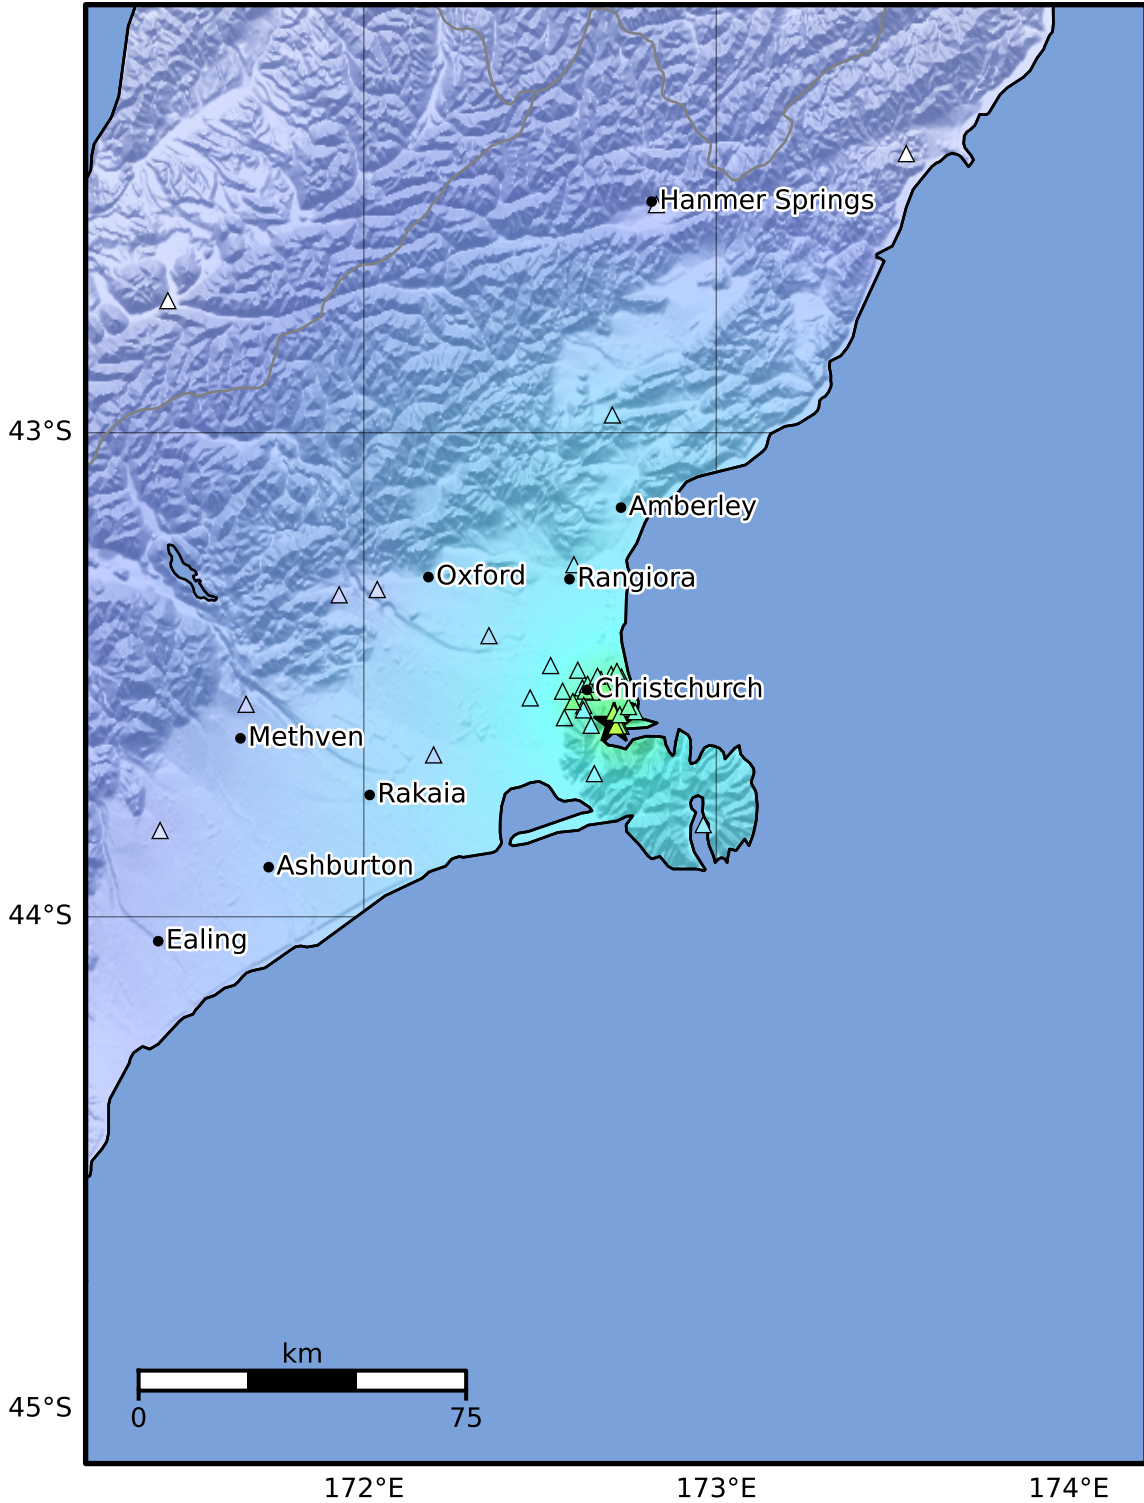 Hanmer Springs
43°S
Amberley
Oxford
Rangiora
Christchurch
Methven
Rakaia
Ashburton
44°S
Ealing
km
0 75
45°S
172°E 173°E 174°E